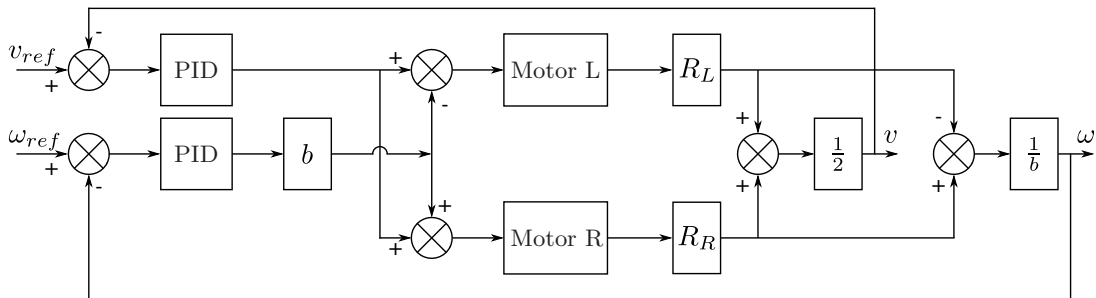 -
v_ref
+
PID
+
-
Motor L
R_L
ω_ref
+
-
PID
b
+
+
1/2
v
-
+
1/b
ω
+
+
Motor R
R_R